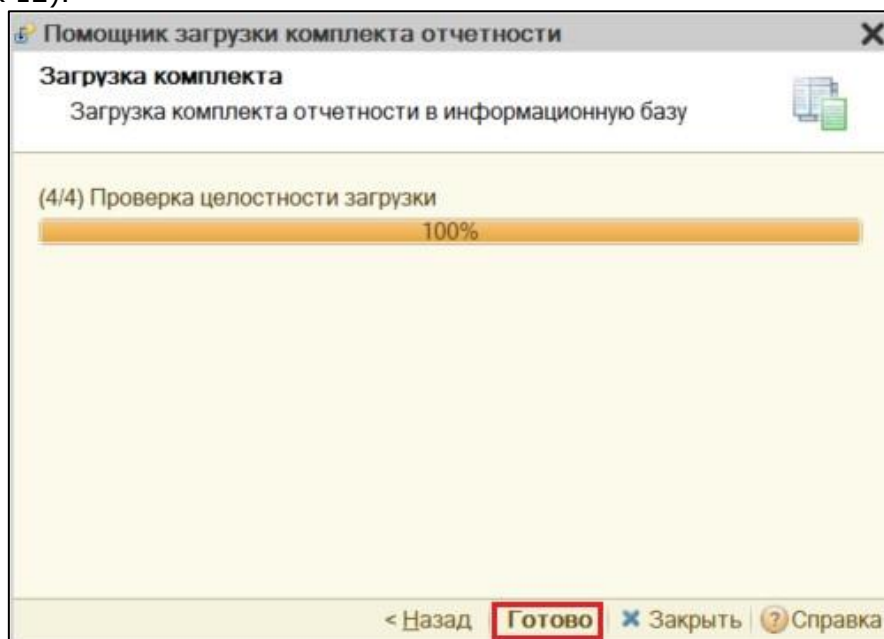 12).
Помощник загрузки комплекта отчетности
Загрузка комплекта
Загрузка комплекта отчетности в информационную базу
(4/4) Проверка целостности загрузки
100%
< Назад Готово Закрыть Справка